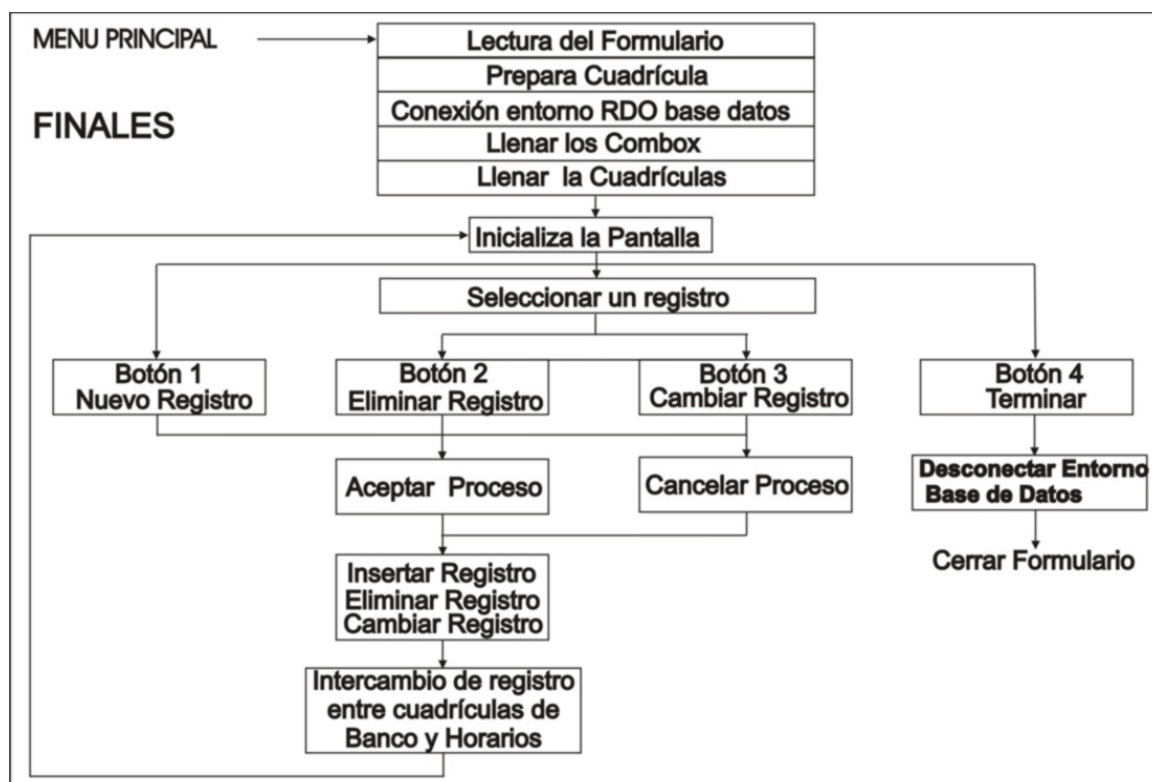 MENU PRINCIPAL
Lectura del Formulario
Prepara Cuadrícula
FINALES
Conexión entorno RDO base datos
Llenar los Combox
Llenar la Cuadrículas
Inicializa la Pantalla
Seleccionar un registro
Botón 1
Nuevo Registro
Botón 2
Eliminar Registro
Botón 3
Cambiar Registro
Botón 4
Terminar
Aceptar Proceso
Cancelar Proceso
Desconectar Entorno
Base de Datos
Cerrar Formulario
Insertar Registro
Eliminar Registro
Cambiar Registro
Intercambio de registro
entre cuadrículas de
Banco y Horarios